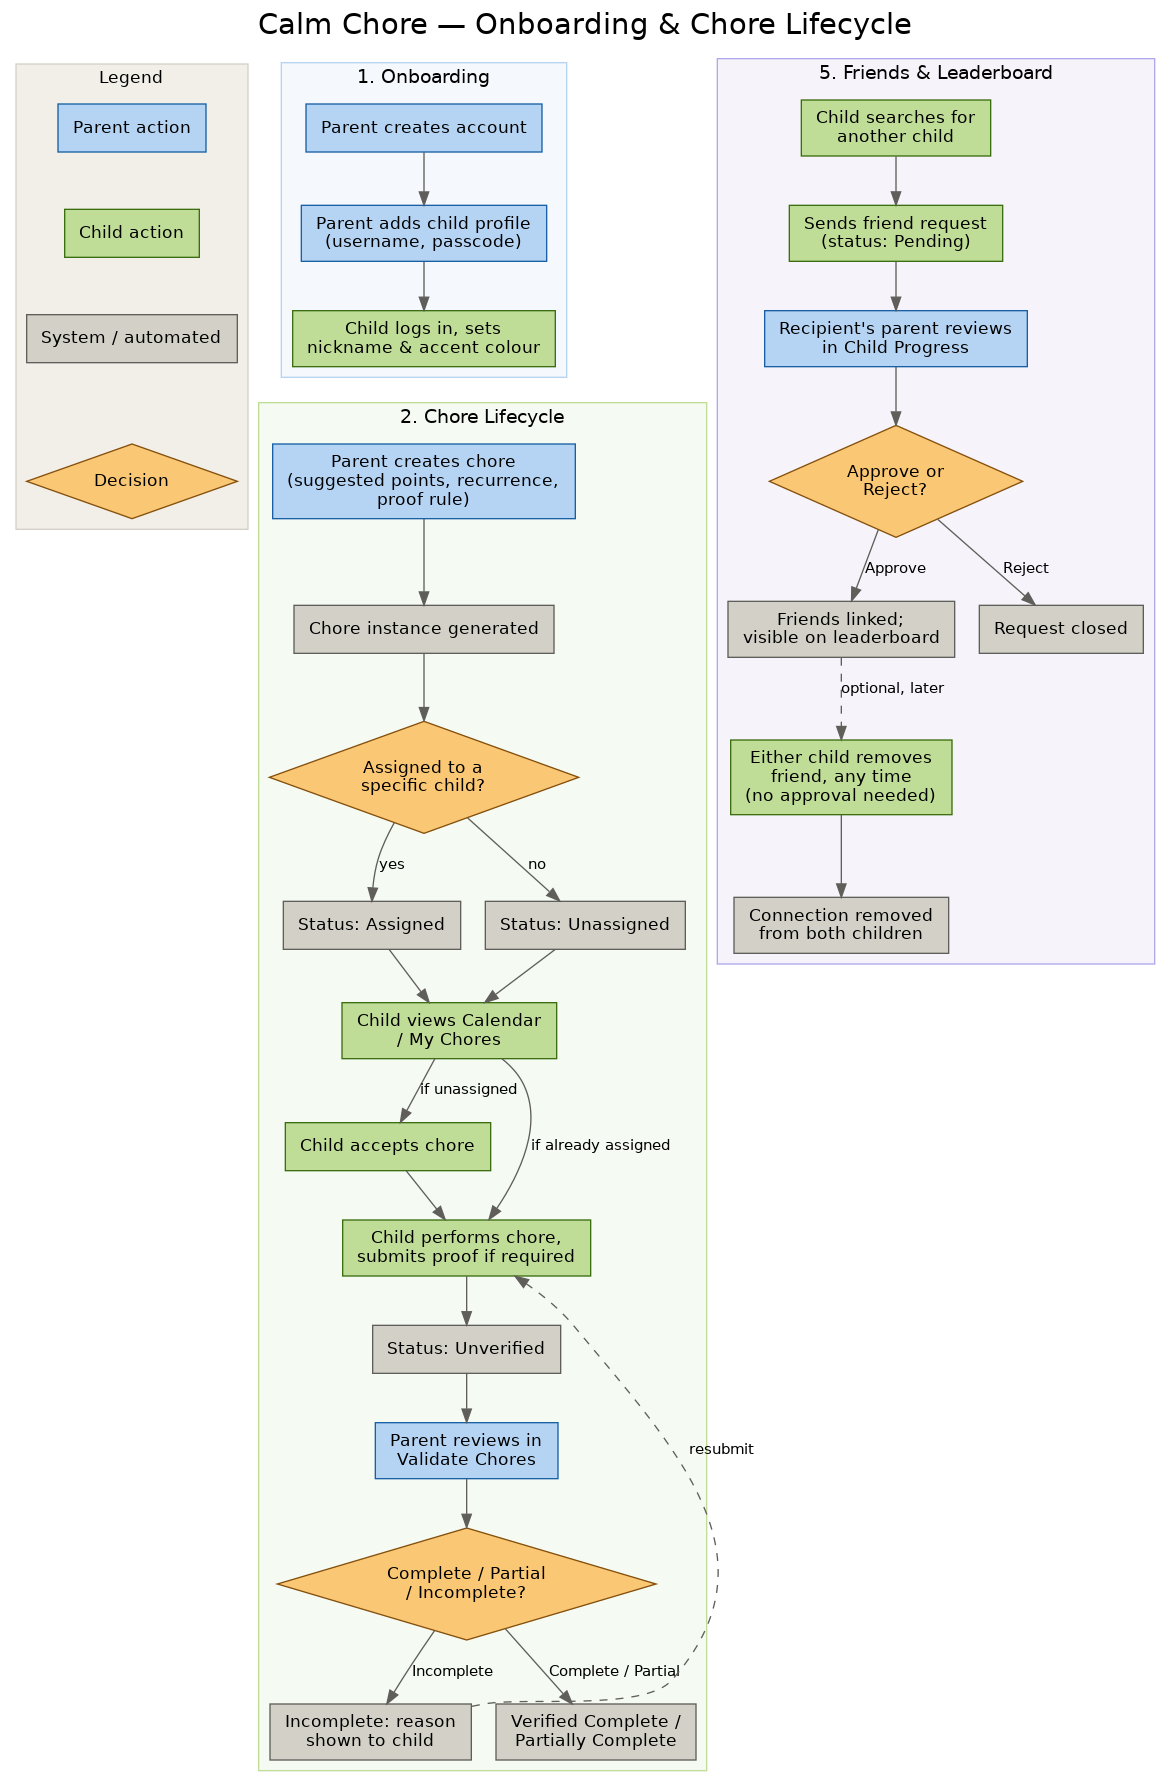 Calm Chore — Onboarding & Chore Lifecycle
Legend
Parent action
Child action
System / automated
Decision
1. Onboarding
Parent creates account
Parent adds child profile
(username, passcode)
Child logs in, sets
nickname & accent colour
2. Chore Lifecycle
Parent creates chore
(suggested points, recurrence,
proof rule)
Chore instance generated
Assigned to a
specific child?
yes
no
Status: Assigned
Status: Unassigned
Child views Calendar
/ My Chores
if unassigned
Child accepts chore
if already assigned
Child performs chore,
submits proof if required
Status: Unverified
Parent reviews in
Validate Chores
resubmit
Complete / Partial
/ Incomplete?
Incomplete
Complete / Partial
Incomplete: reason
shown to child
Verified Complete /
Partially Complete
5. Friends & Leaderboard
Child searches for
another child
Sends friend request
(status: Pending)
Recipient's parent reviews
in Child Progress
Approve or
Reject?
Approve
Reject
Friends linked;
visible on leaderboard
Request closed
optional, later
Either child removes
friend, any time
(no approval needed)
Connection removed
from both children